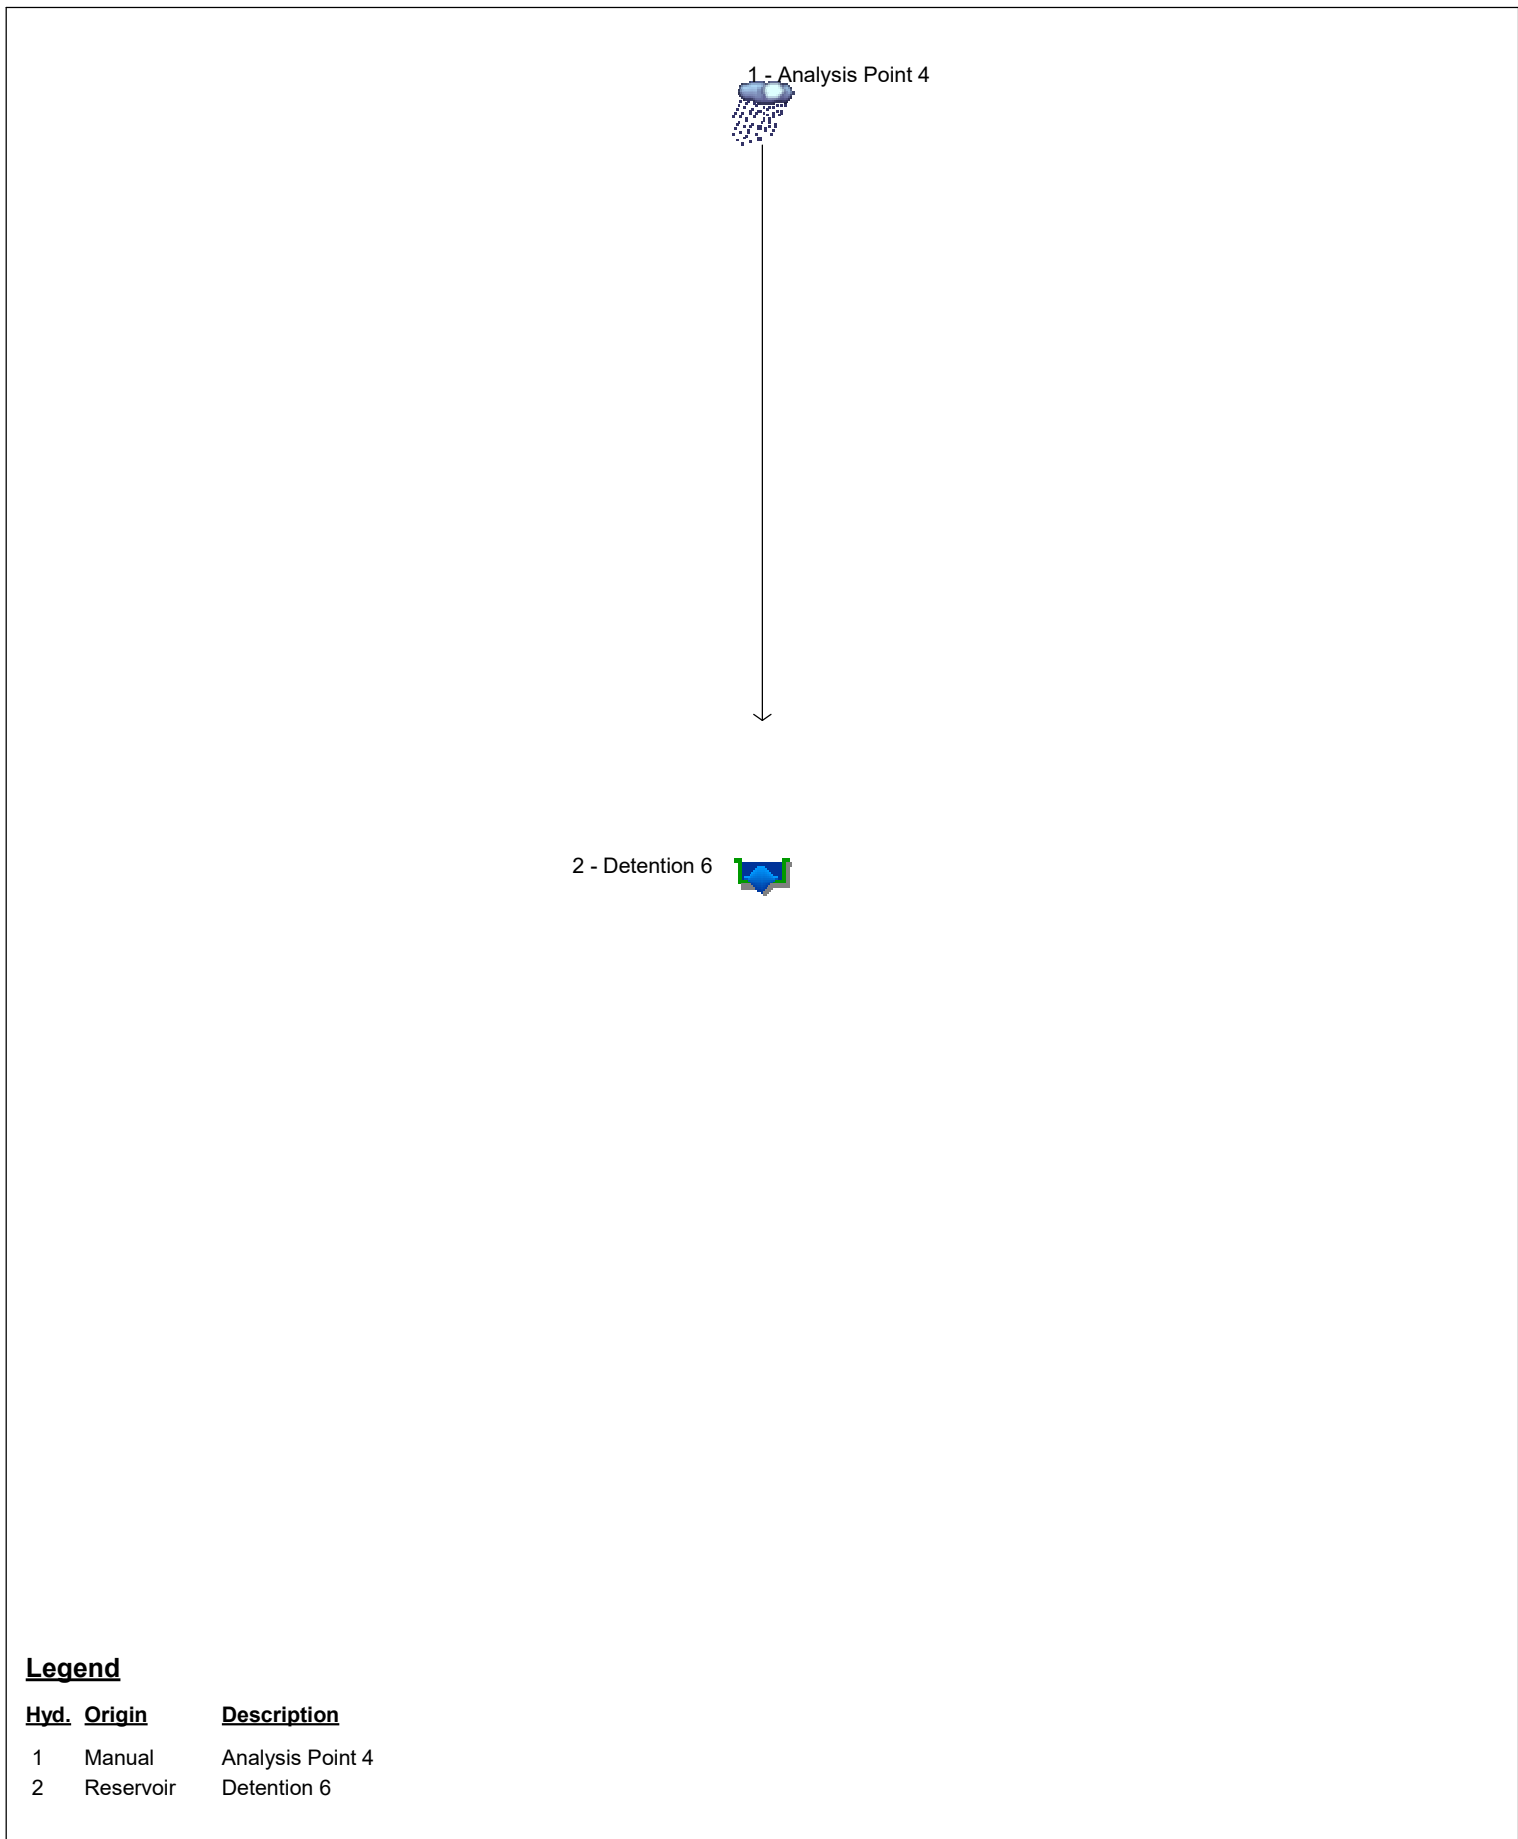 1 - Analysis Point 4
2 - Detention 6
Legend
Hyd. Origin Description
1 Manual Analysis Point 4
2 Reservoir Detention 6